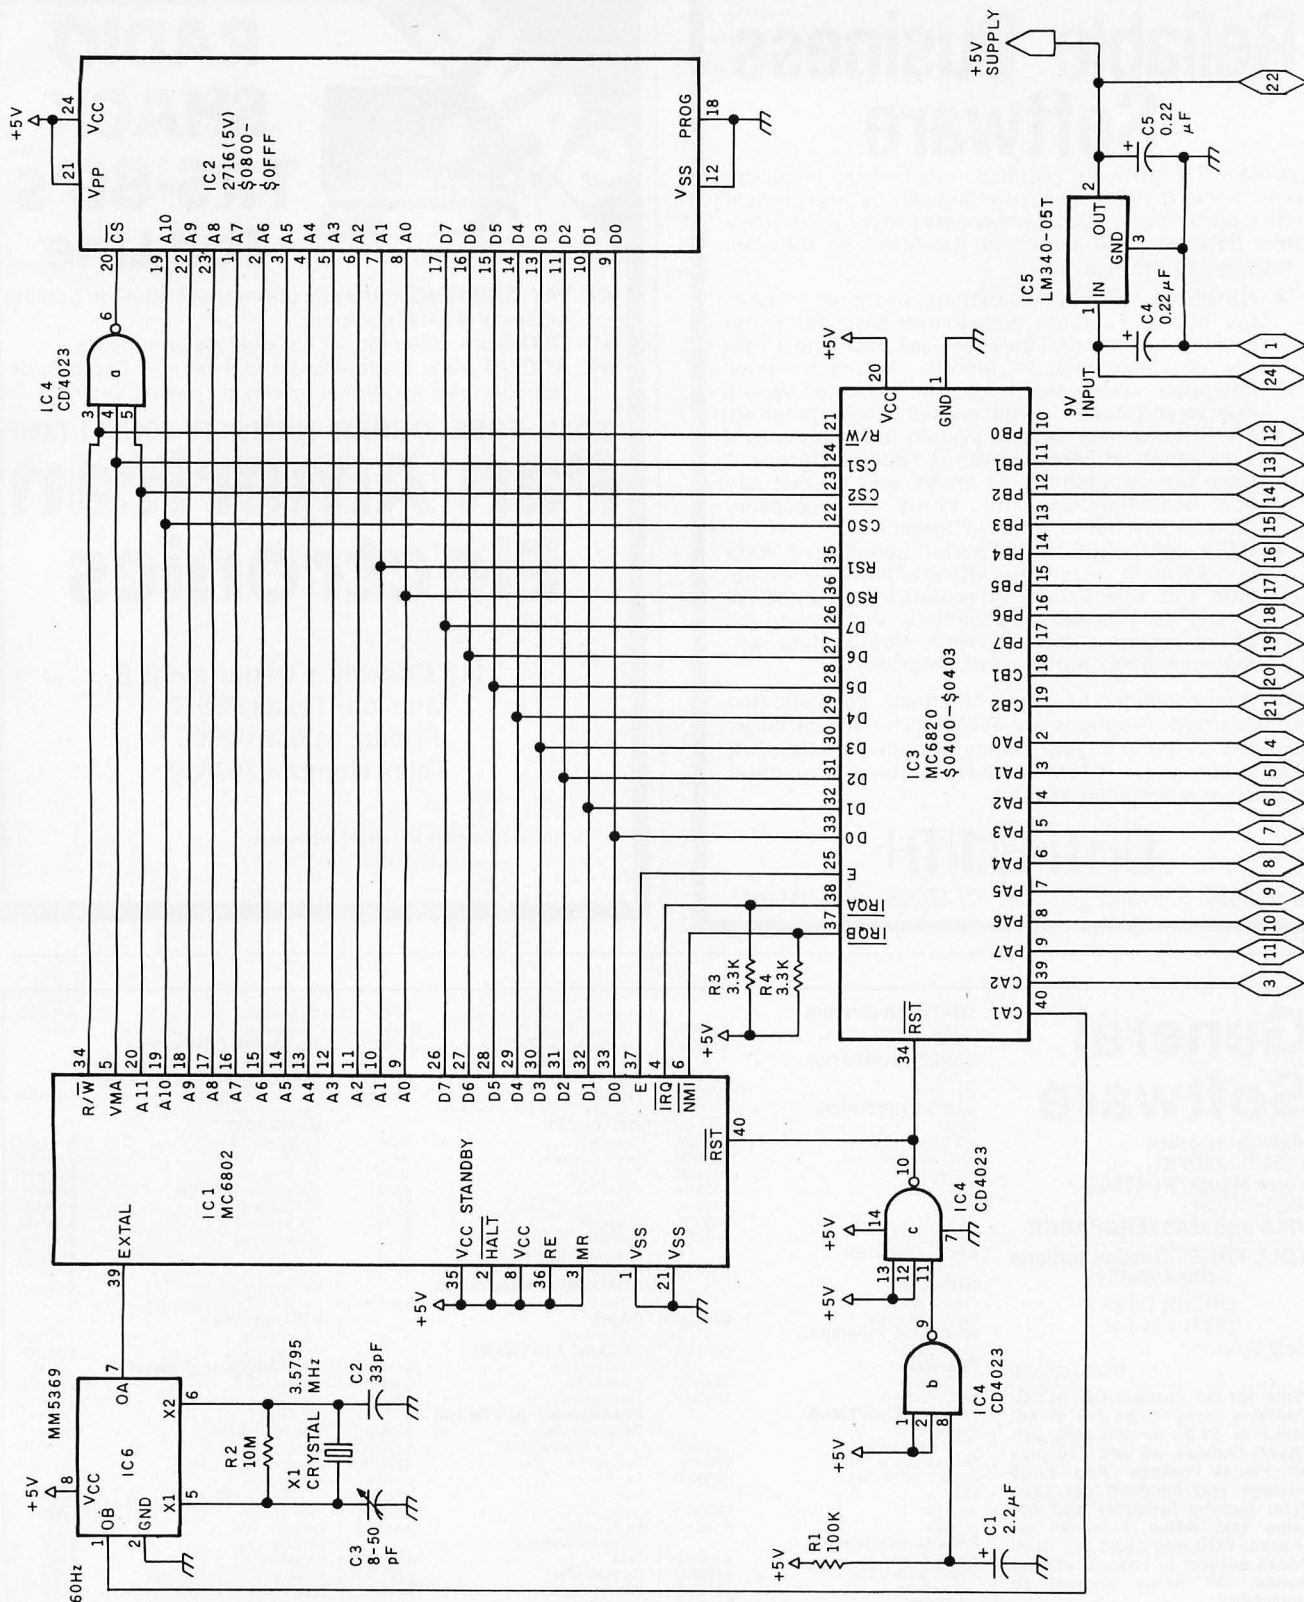 +5V
24
21
VCC
VPP
IC2
2716(5V)
$0800-
$0FFF
PROG
18
VSS
12
CS
A10
A9
A8
A7
A6
A5
A4
A3
A2
A1
A0
D7
D6
D5
D4
D3
D2
D1
D0
20
19
22
23
1
2
3
4
5
6
7
8
17
16
15
14
13
11
10
9
6
a
IC4
CD4023
3
4
5
+5V
SUPPLY
22
C5
0.22
µF
+
2
OUT
GND
3
IN
1
IC5
LM340-05T
+
C4
0.22µF
1
24
9V
INPUT
+5V
20
VCC
1
GND
21
24
23
22
35
36
26
27
28
29
30
31
32
33
25
38
37
R/W
CS1
CS2
CS0
RS1
RS0
D7
D6
D5
D4
D3
D2
D1
D0
E
IRQA
IRQB
IC3
MC6820
$0400-$0403
RST
34
PB0
PB1
PB2
PB3
PB4
PB5
PB6
PB7
CB1
CB2
PA0
PA1
PA2
PA3
PA4
PA5
PA6
PA7
CA2
CA1
10
11
12
13
14
15
16
17
18
19
2
3
4
5
6
7
8
9
39
40
12
13
14
15
16
17
18
19
20
21
4
5
6
7
8
9
10
11
3
R3
3.3K
R4
3.3K
+5V
34
5
20
19
18
17
16
15
14
13
12
11
10
9
26
27
28
29
30
31
32
33
37
4
6
R/W
VMA
A11
A10
A9
A8
A7
A6
A5
A4
A3
A2
A1
A0
D7
D6
D5
D4
D3
D2
D1
D0
E
IRQ
NMI
RST
40
IC1
MC6802
EXTAL
39
VCC STANDBY
HALT
VCC
RE
MR
VSS
VSS
35
2
8
36
3
1
21
+5V
10
IC4
CD4023
c
+5V
14
7
13
12
11
+5V
9
b
IC4
CD4023
1
2
8
+5V
+5V
R1
100K
+
C1
2.2µF
MM5369
7
OA
6
X2
IC6
+5V
8
VCC
X1
5
OB
1
GND
2
60Hz
R2
10M
3.5795
MHz
X1
CRYSTAL
C2
33pF
C3
8-50
pF